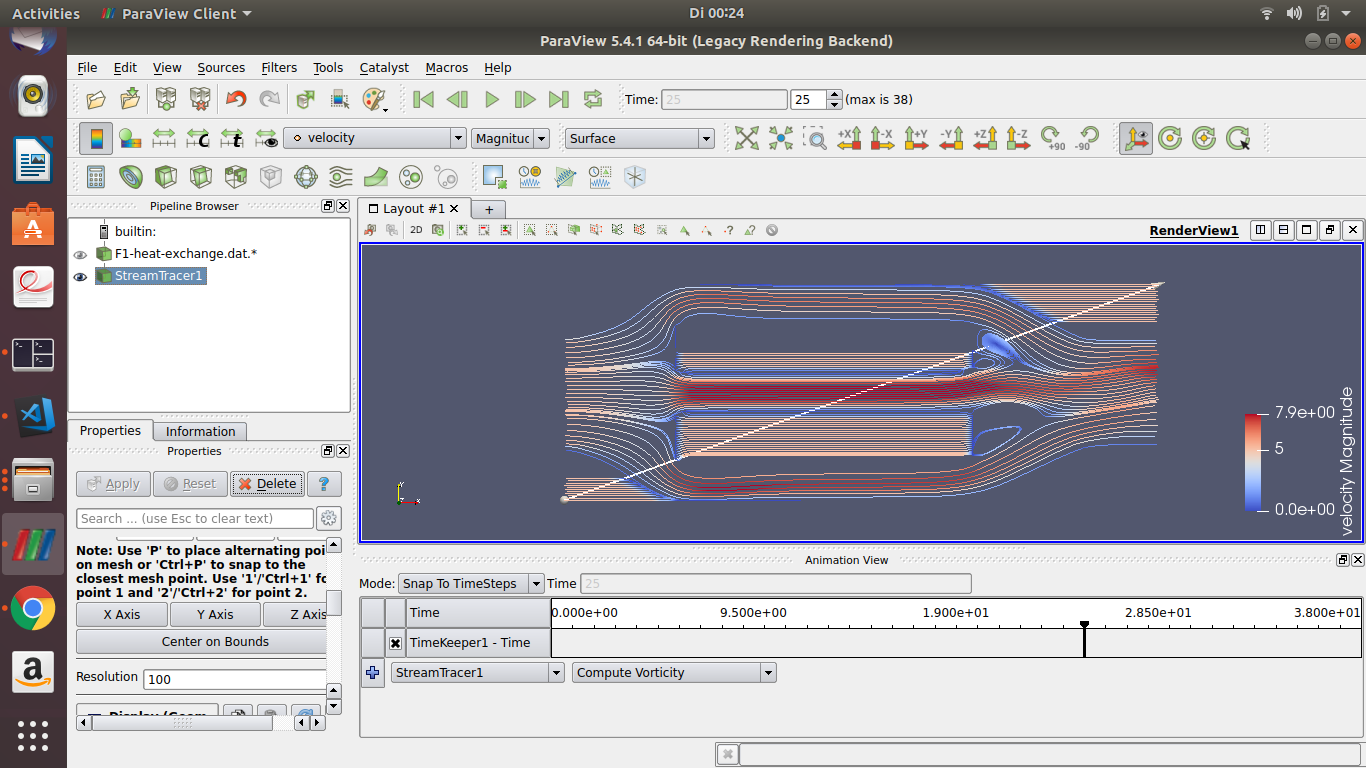 Activities ParaView Client Di 00:24
ParaView 5.4.1 64-bit (Legacy Rendering Backend)
File Edit View Sources Filters Tools Catalyst Macros Help
Time: 25 25 (max is 38)
velocity Magnituc Surface +X -X +Y -Y +Z -Z +90 -90
Pipeline Browser
Layout #1
builtin:
2D RenderView1
F1-heat-exchange.dat.*
StreamTracer1
Properties Information
Properties
Apply Reset Delete ?
Search ... (use Esc to clear text)
Note: Use 'P' to place alternating poi
on mesh or 'Ctrl+P' to snap to the
closest mesh point. Use '1'/'Ctrl+1' fo
point 1 and '2'/'Ctrl+2' for point 2.
X Axis Y Axis Z Axi
Center on Bounds
Resolution 100
Display (Geom
Y
X
7.9e+00
5
0.0e+00
velocity Magnitude
Animation View
Mode: Snap To TimeSteps Time 25
Time 0.000e+00 9.500e+00 1.900e+01 2.850e+01 3.800e+01
TimeKeeper1 - Time
StreamTracer1 Compute Vorticity